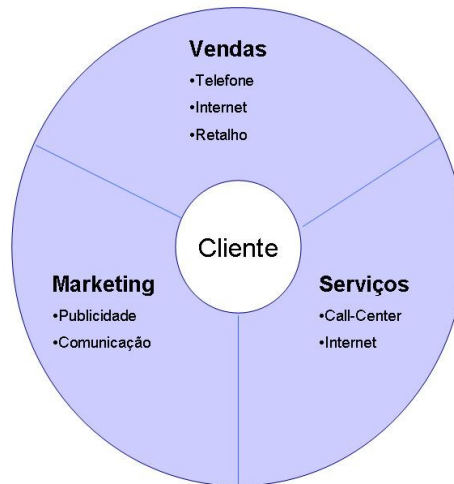 Vendas
•Telefone
•Internet
•Retalho
Cliente
Marketing
•Publicidade
•Comunicação
Serviços
•Call-Center
•Internet